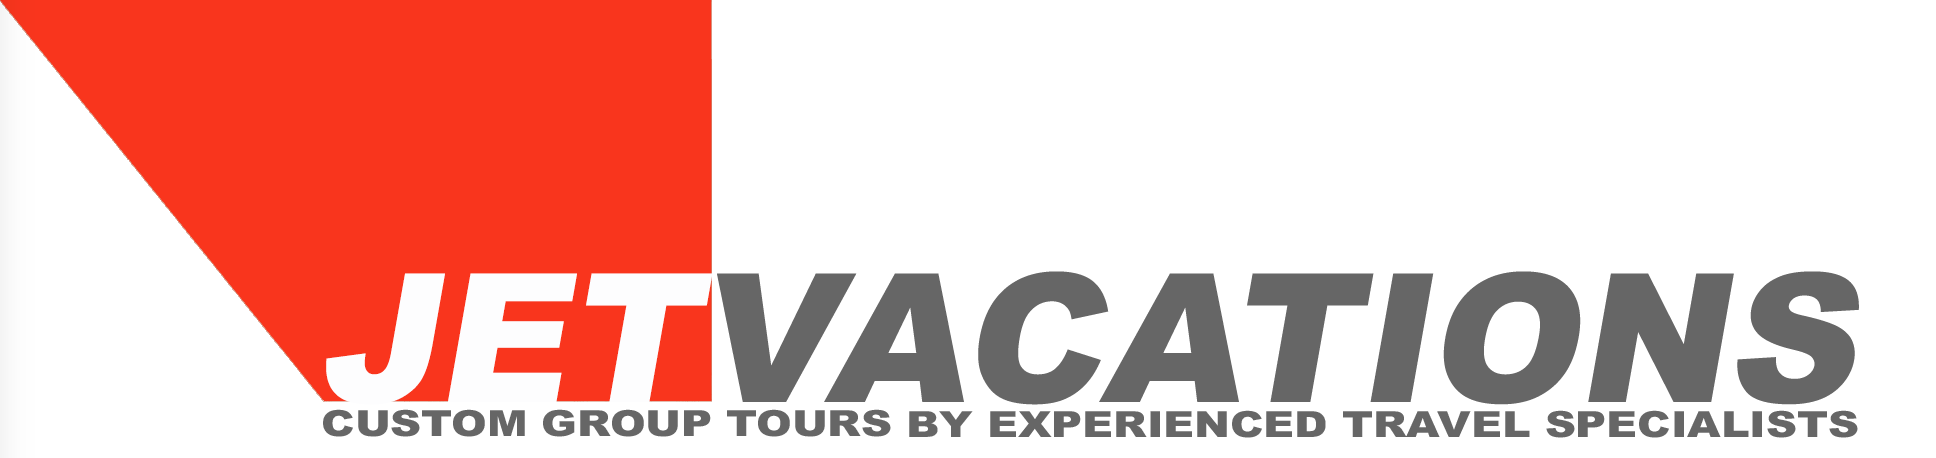 JETVACATIONS
CUSTOM GROUP TOURS BY EXPERIENCED TRAVEL SPECIALISTS